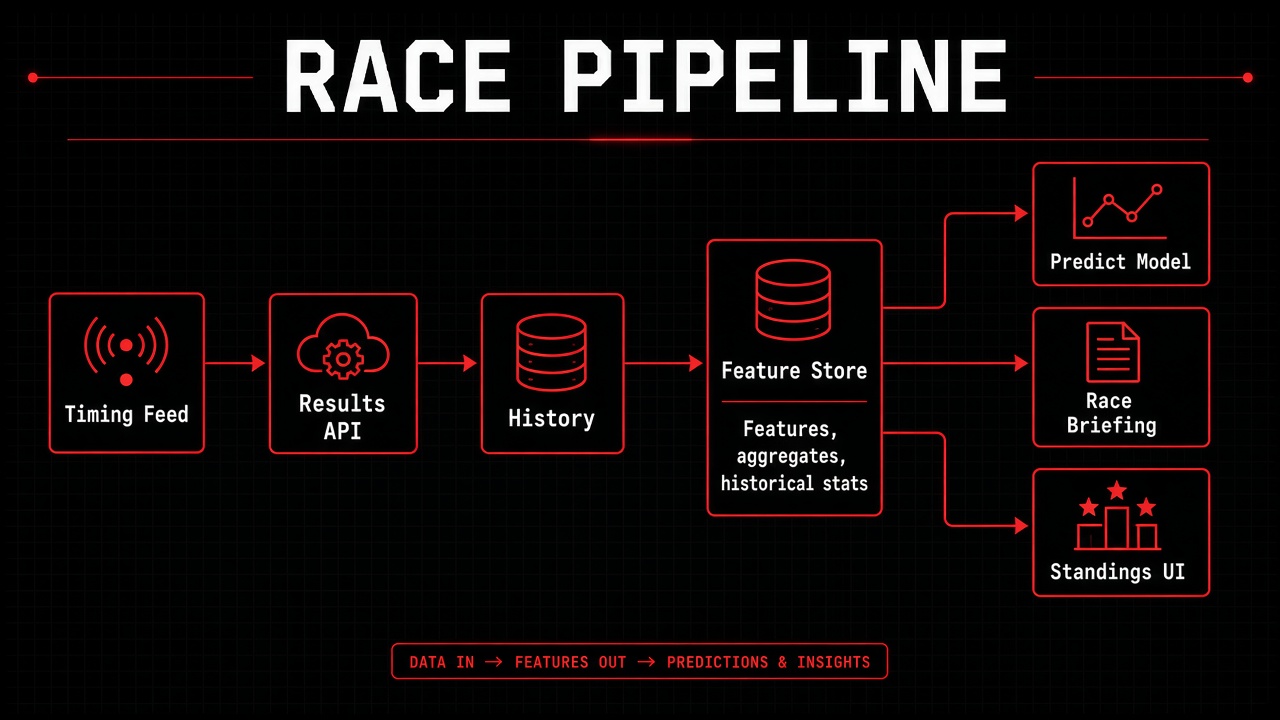 RACE PIPELINE
Timing Feed
Results
API
History
Feature Store
Features,
aggregates,
historical stats
Predict Model
Race
Briefing
Standings UI
DATA IN → FEATURES OUT → PREDICTIONS & INSIGHTS